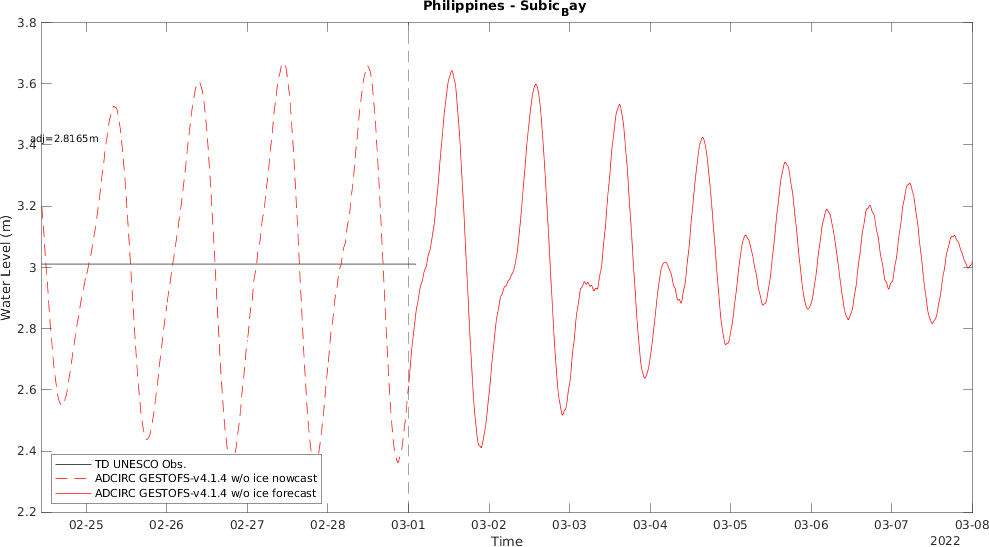 Philippines - Subic_Bay
3.8
3.6
adj=2.8165m
3.4
3.2
3
2.8
2.6
2.4
2.2
Water Level (m)
TD UNESCO Obs.
ADCIRC GESTOFS-v4.1.4 w/o ice nowcast
ADCIRC GESTOFS-v4.1.4 w/o ice forecast
02-25 02-26 02-27 02-28 03-01 03-02 03-03 03-04 03-05 03-06 03-07 03-08
Time
2022